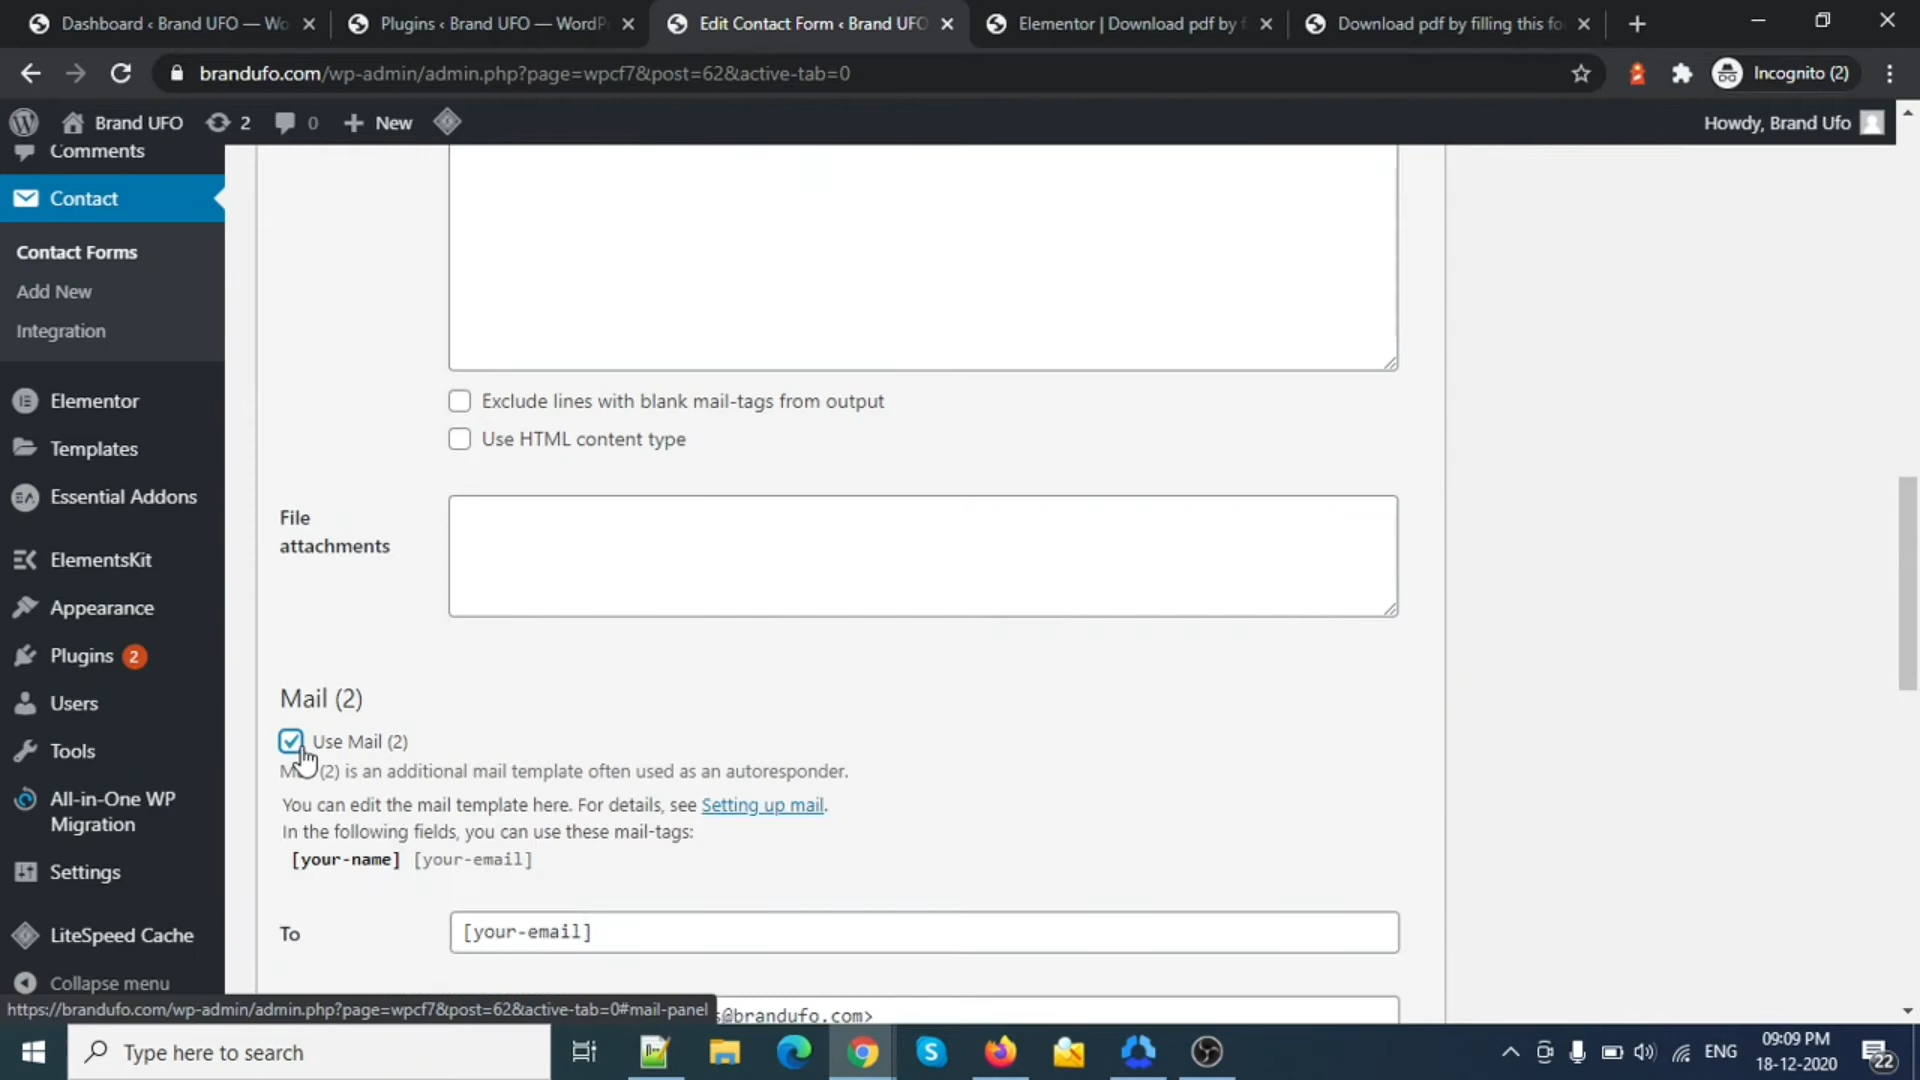 Dashboard ‹ Brand UFO — Wo
Plugins ‹ Brand UFO — WordPr
Edit Contact Form ‹ Brand UFO
Elementor | Download pdf by f
Download pdf by filling this fo
brandufo.com/wp-admin/admin.php?page=wpcf7&post=62&active-tab=0
Incognito (2)
Brand UFO
2
0
New
Howdy, Brand Ufo
Comments
Contact
Contact Forms
Add New
Integration
Elementor
Templates
Essential Addons
ElementsKit
Appearance
Plugins 2
Users
Tools
All-in-One WP
Migration
Settings
LiteSpeed Cache
Collapse menu
Exclude lines with blank mail-tags from output
Use HTML content type
File
attachments
Mail (2)
Use Mail (2)
(2) is an additional mail template often used as an autoresponder.
You can edit the mail template here. For details, see Setting up mail.
In the following fields, you can use these mail-tags:
[your-name] [your-email]
To
[your-email]
s@brandufo.com>
https://brandufo.com/wp-admin/admin.php?page=wpcf7&post=62&active-tab=0#mail-panel
Type here to search
ENG
09:09 PM
18-12-2020
22